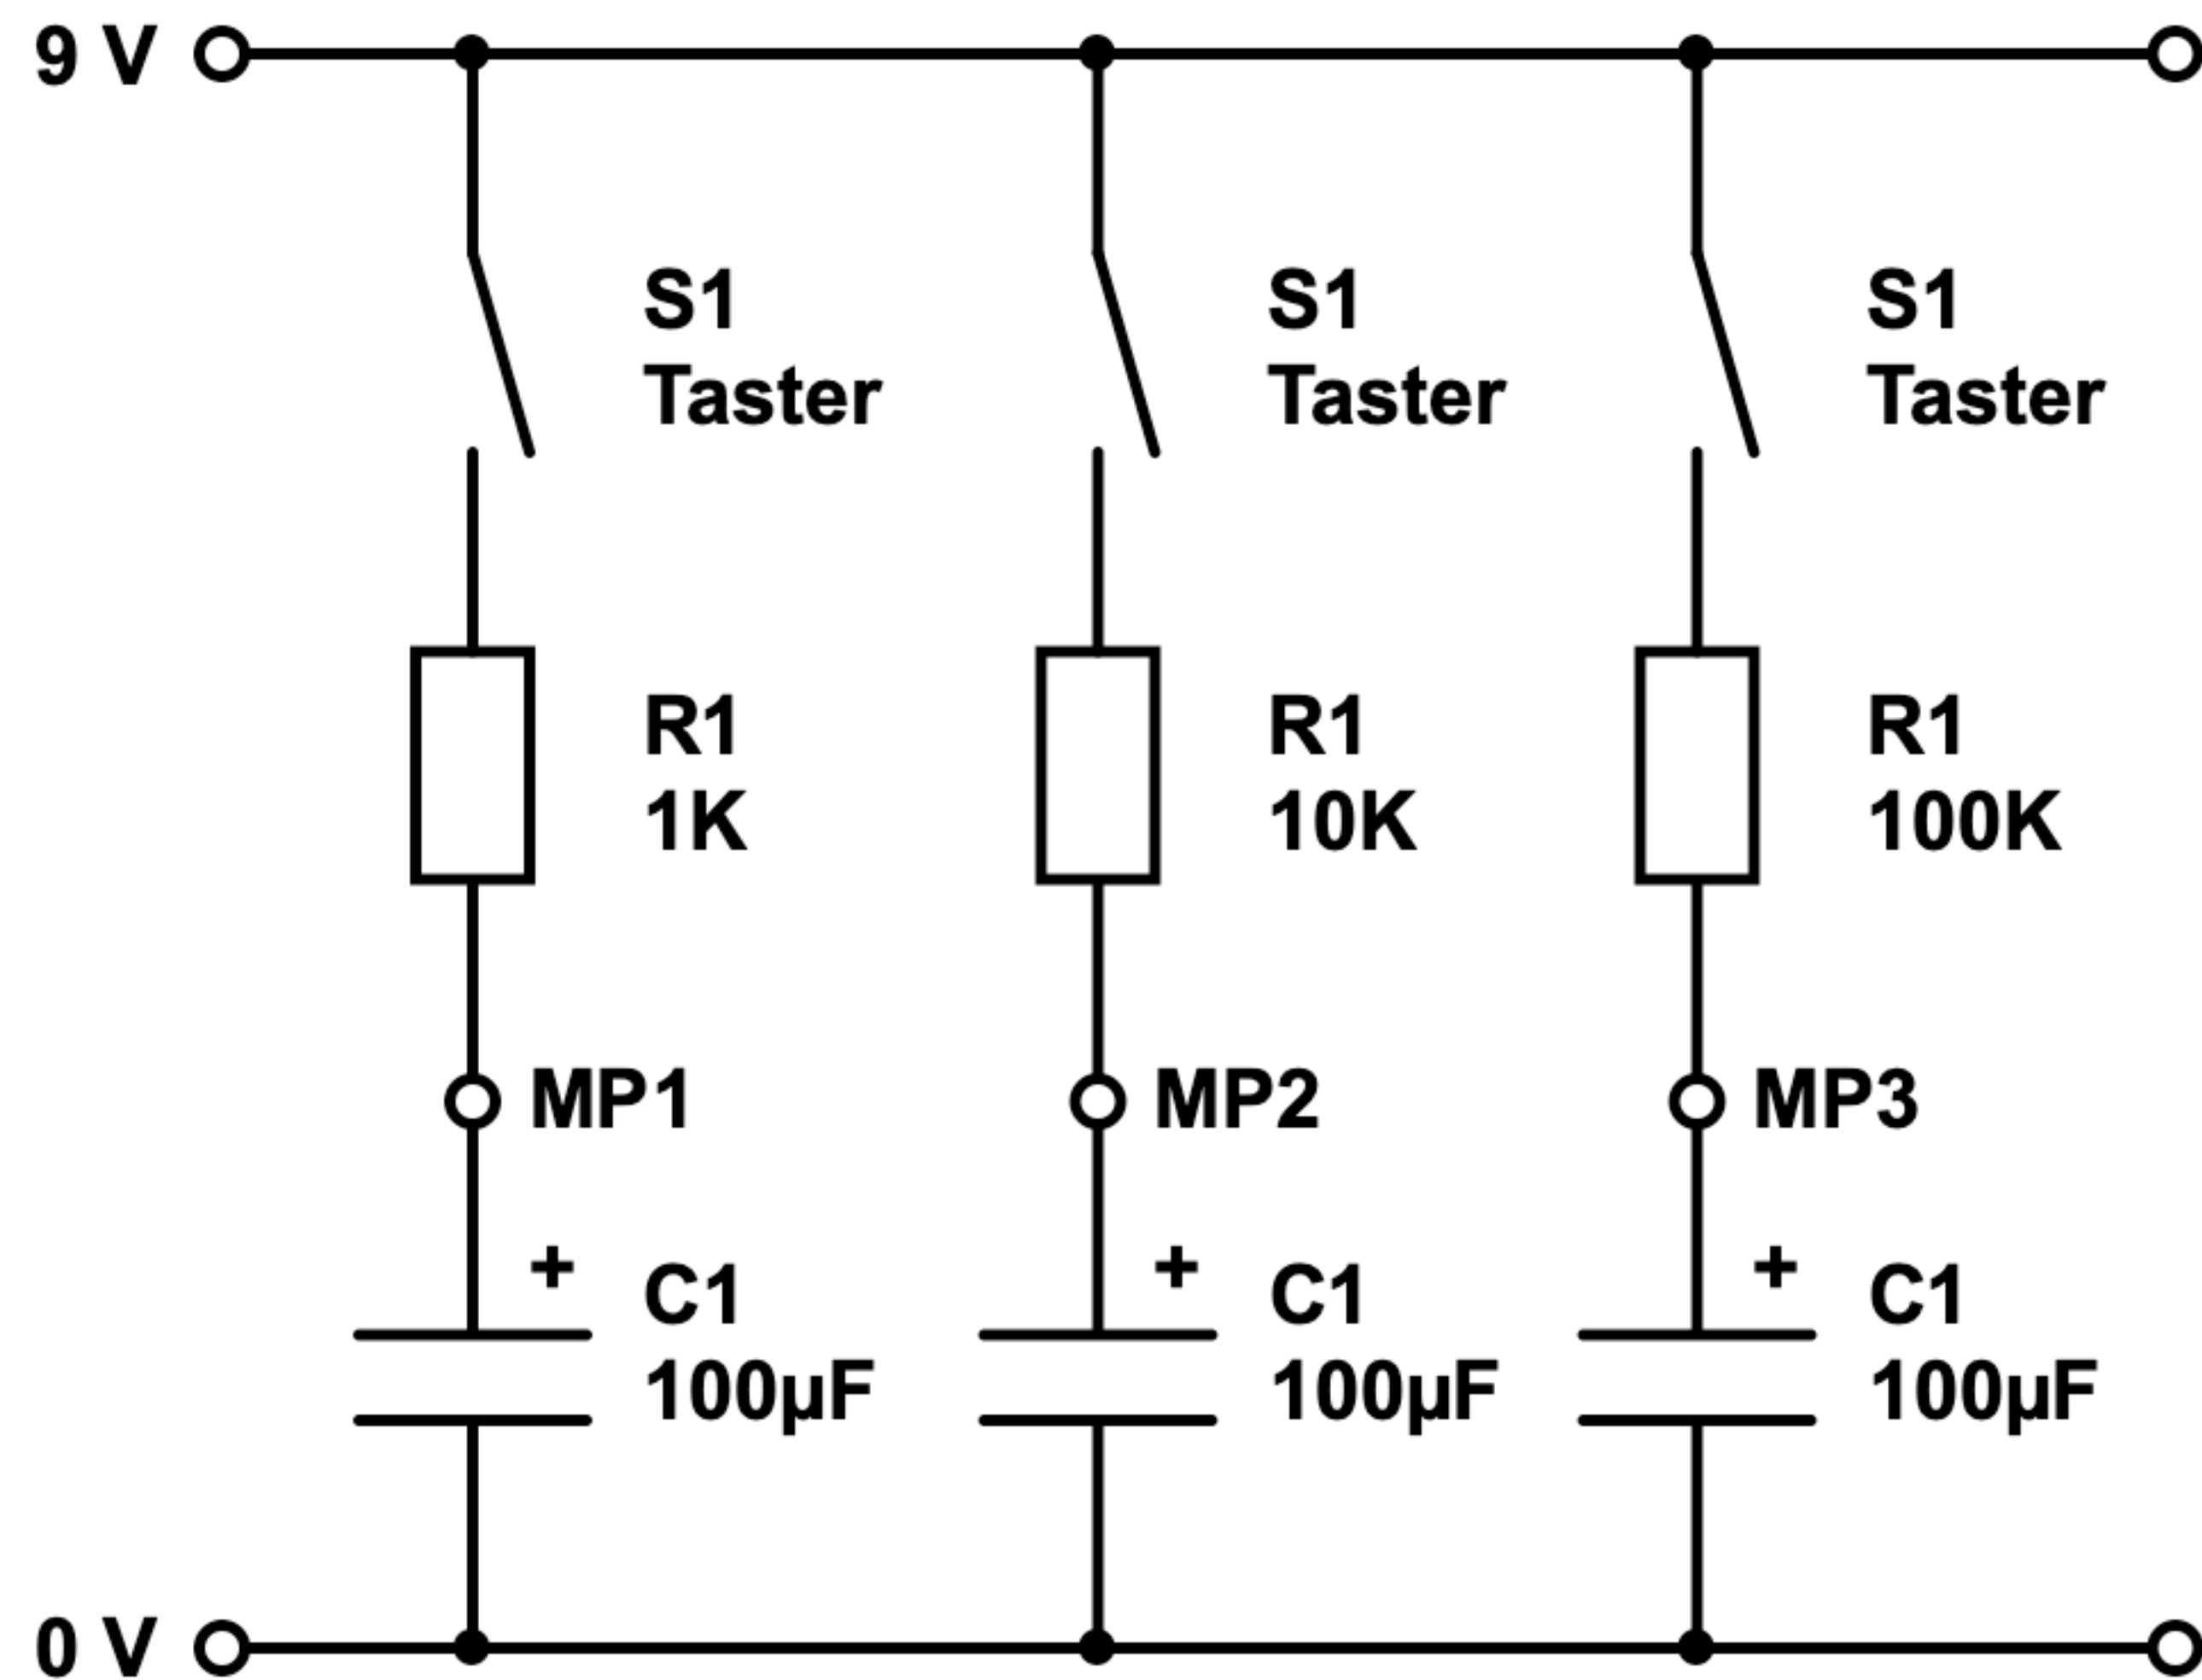 9 V
S1
Taster
S1
Taster
S1
Taster
R1
1K
R1
10K
R1
100K
MP1
MP2
MP3
+
C1
100µF
+
C1
100µF
+
C1
100µF
0 V